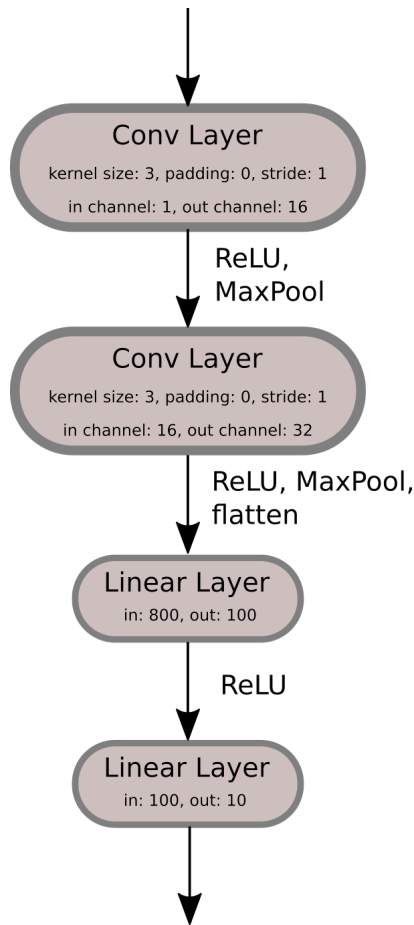 Conv Layer
kernel size: 3, padding: 0, stride: 1
in channel: 1, out channel: 16
ReLU,
MaxPool
Conv Layer
kernel size: 3, padding: 0, stride: 1
in channel: 16, out channel: 32
ReLU, MaxPool,
flatten
Linear Layer
in: 800, out: 100
ReLU
Linear Layer
in: 100, out: 10